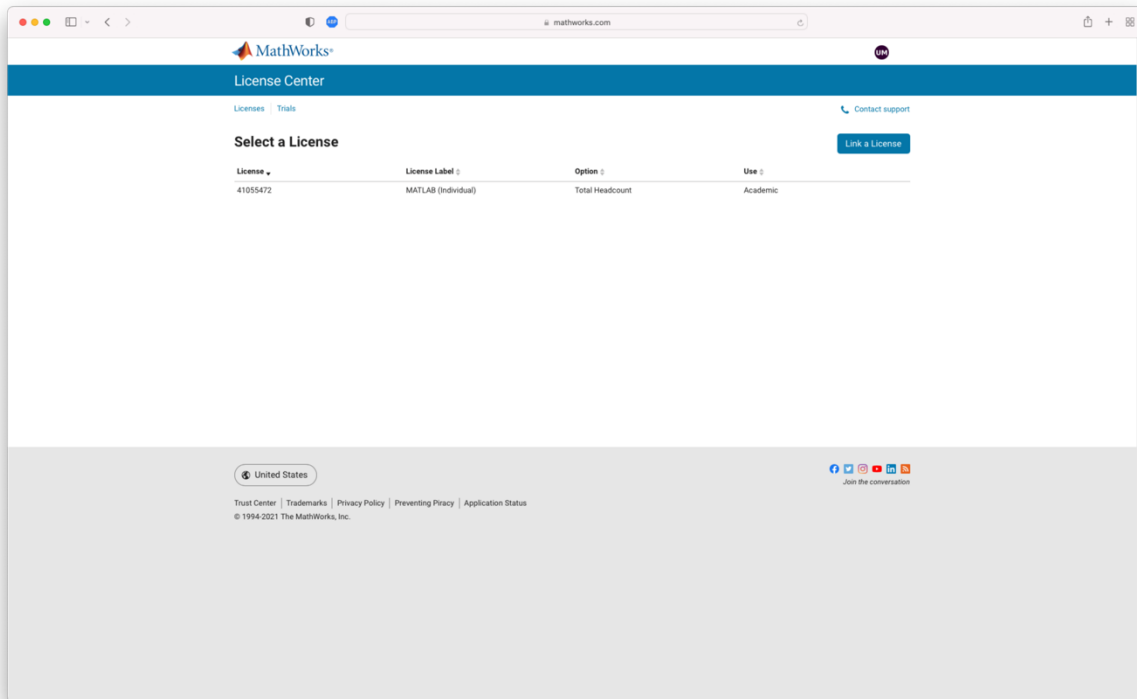 mathworks.com
MathWorks®
UM
License Center
Licenses Trials Contact support
Select a License Link a License
License License Label Option Use
41055472 MATLAB (Individual) Total Headcount Academic
United States
Join the conversation
Trust Center | Trademarks | Privacy Policy | Preventing Piracy | Application Status
© 1994-2021 The MathWorks, Inc.